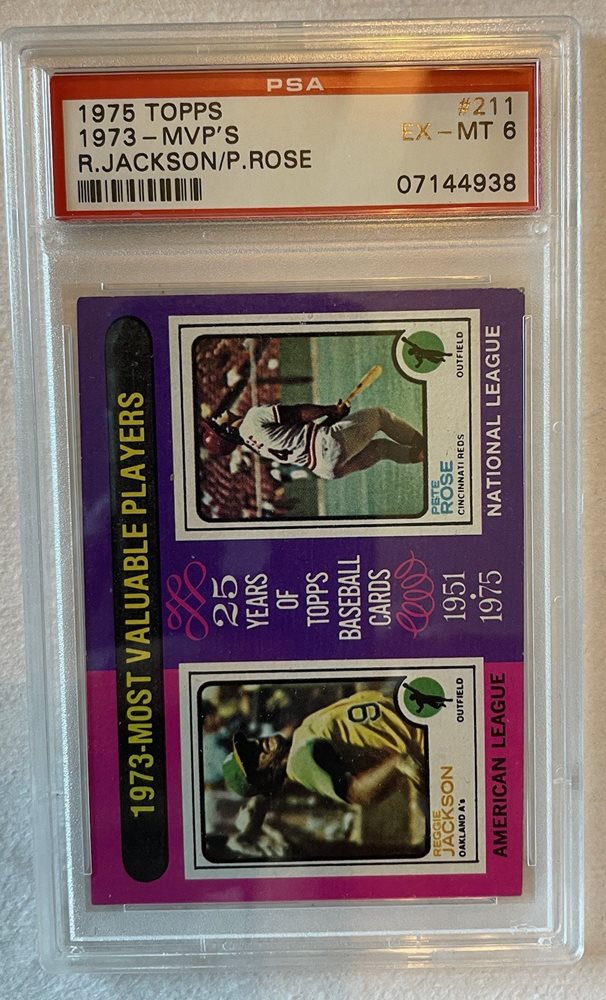 PSA
1975 TOPPS #211
1973-MVP'S EX-MT 6
R.JACKSON/P.ROSE
07144938
1973-MOST VALUABLE PLAYERS
9
REGGIE
JACKSON
OAKLAND A's
OUTFIELD
AMERICAN LEAGUE
25
YEARS
OF
TOPPS
BASEBALL
CARDS
1951
•
1975
PETE
ROSE
CINCINNATI REDS
OUTFIELD
NATIONAL LEAGUE